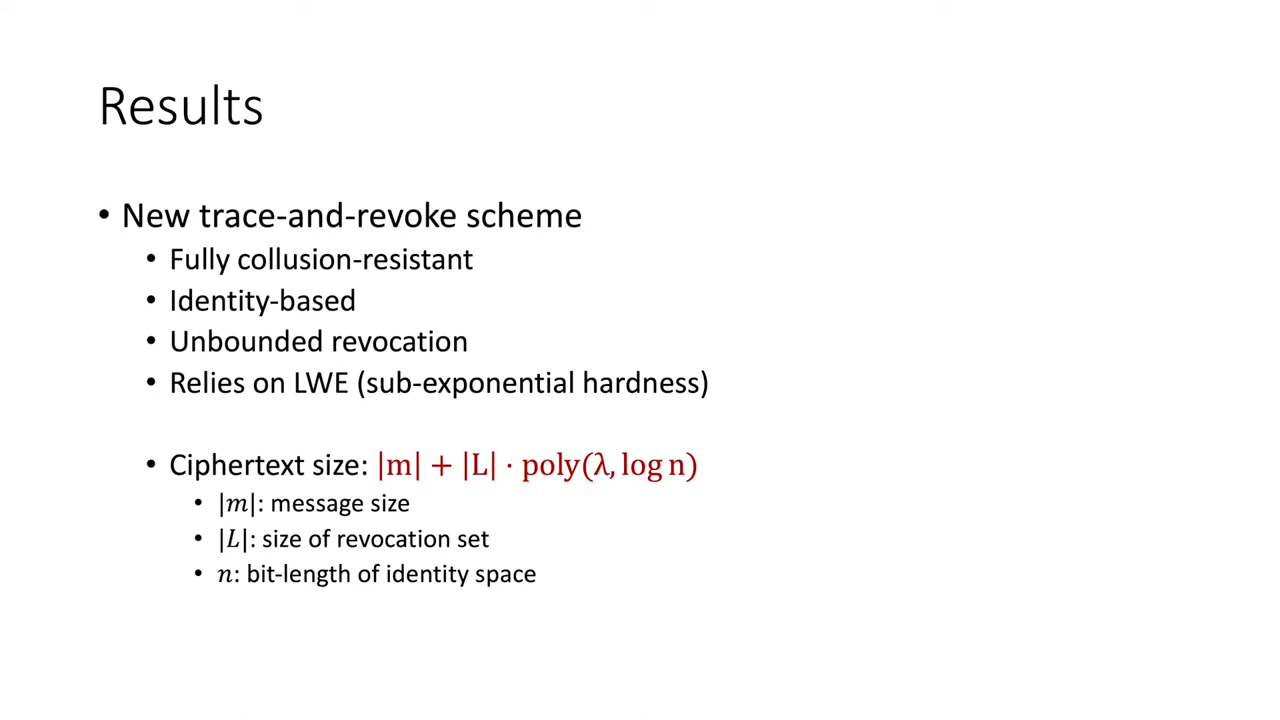 Results
• New trace-and-revoke scheme
• Fully collusion-resistant
• Identity-based
• Unbounded revocation
• Relies on LWE (sub-exponential hardness)
• Ciphertext size: |m| + |L| · poly(λ, log n)
• |m|: message size
• |L|: size of revocation set
• n: bit-length of identity space